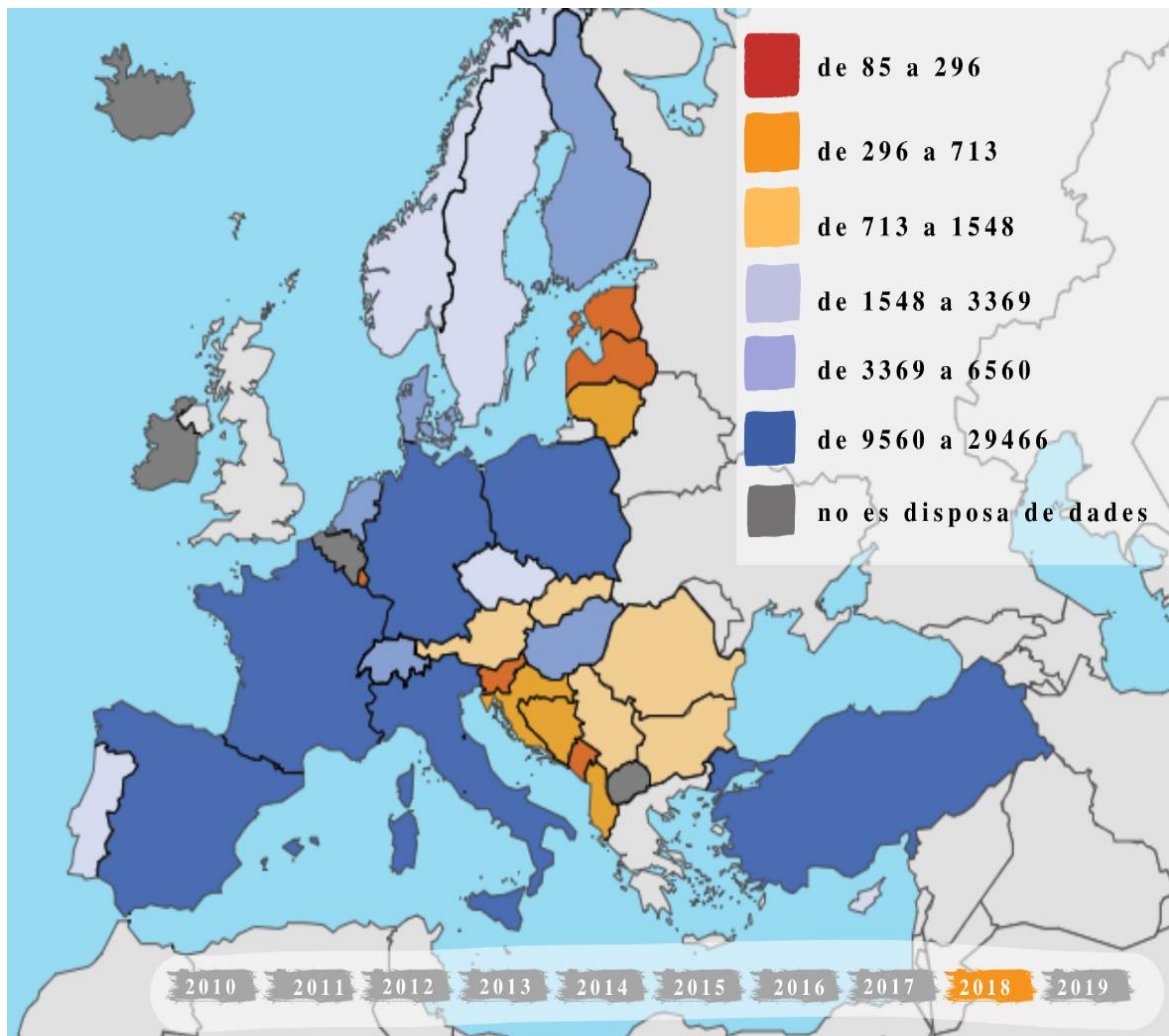 de 85 a 296
de 296 a 713
de 713 a 1548
de 1548 a 3369
de 3369 a 6560
de 9560 a 29466
no es disposa de dades
2010 2011 2012 2013 2014 2015 2016 2017 2018 2019